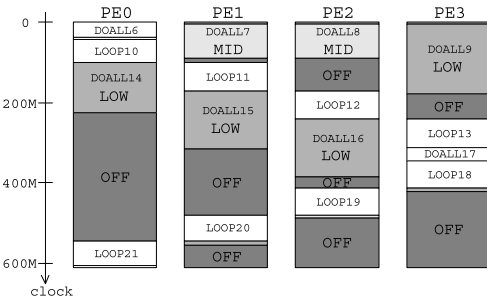 PE0 PE1 PE2 PE3
0
DOALL6
LOOP10
DOALL14
LOW
OFF
LOOP21
DOALL7
MID
LOOP11
DOALL15
LOW
OFF
LOOP20
OFF
DOALL8
MID
OFF
LOOP12
DOALL16
LOW
OFF
LOOP19
OFF
DOALL9
LOW
OFF
LOOP13
DOALL17
LOOP18
OFF
200M
400M
600M
clock